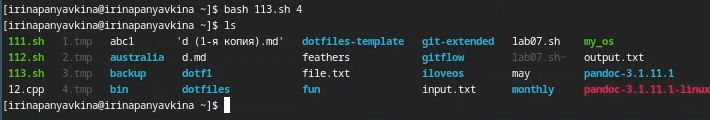 [irinapanyavkina@irinapanyavkina ~]$ bash 113.sh 4
[irinapanyavkina@irinapanyavkina ~]$ ls
111.sh 1.tmp abc1 'd (1-я копия).md' dotfiles-template git-extended lab07.sh my_os
112.sh 2.tmp australia d.md feathers gitflow lab07.sh~ output.txt
113.sh 3.tmp backup dotf1 file.txt iloveos may pandoc-3.1.11.1
12.cpp 4.tmp bin dotfiles fun input.txt monthly pandoc-3.1.11.1-linux
[irinapanyavkina@irinapanyavkina ~]$